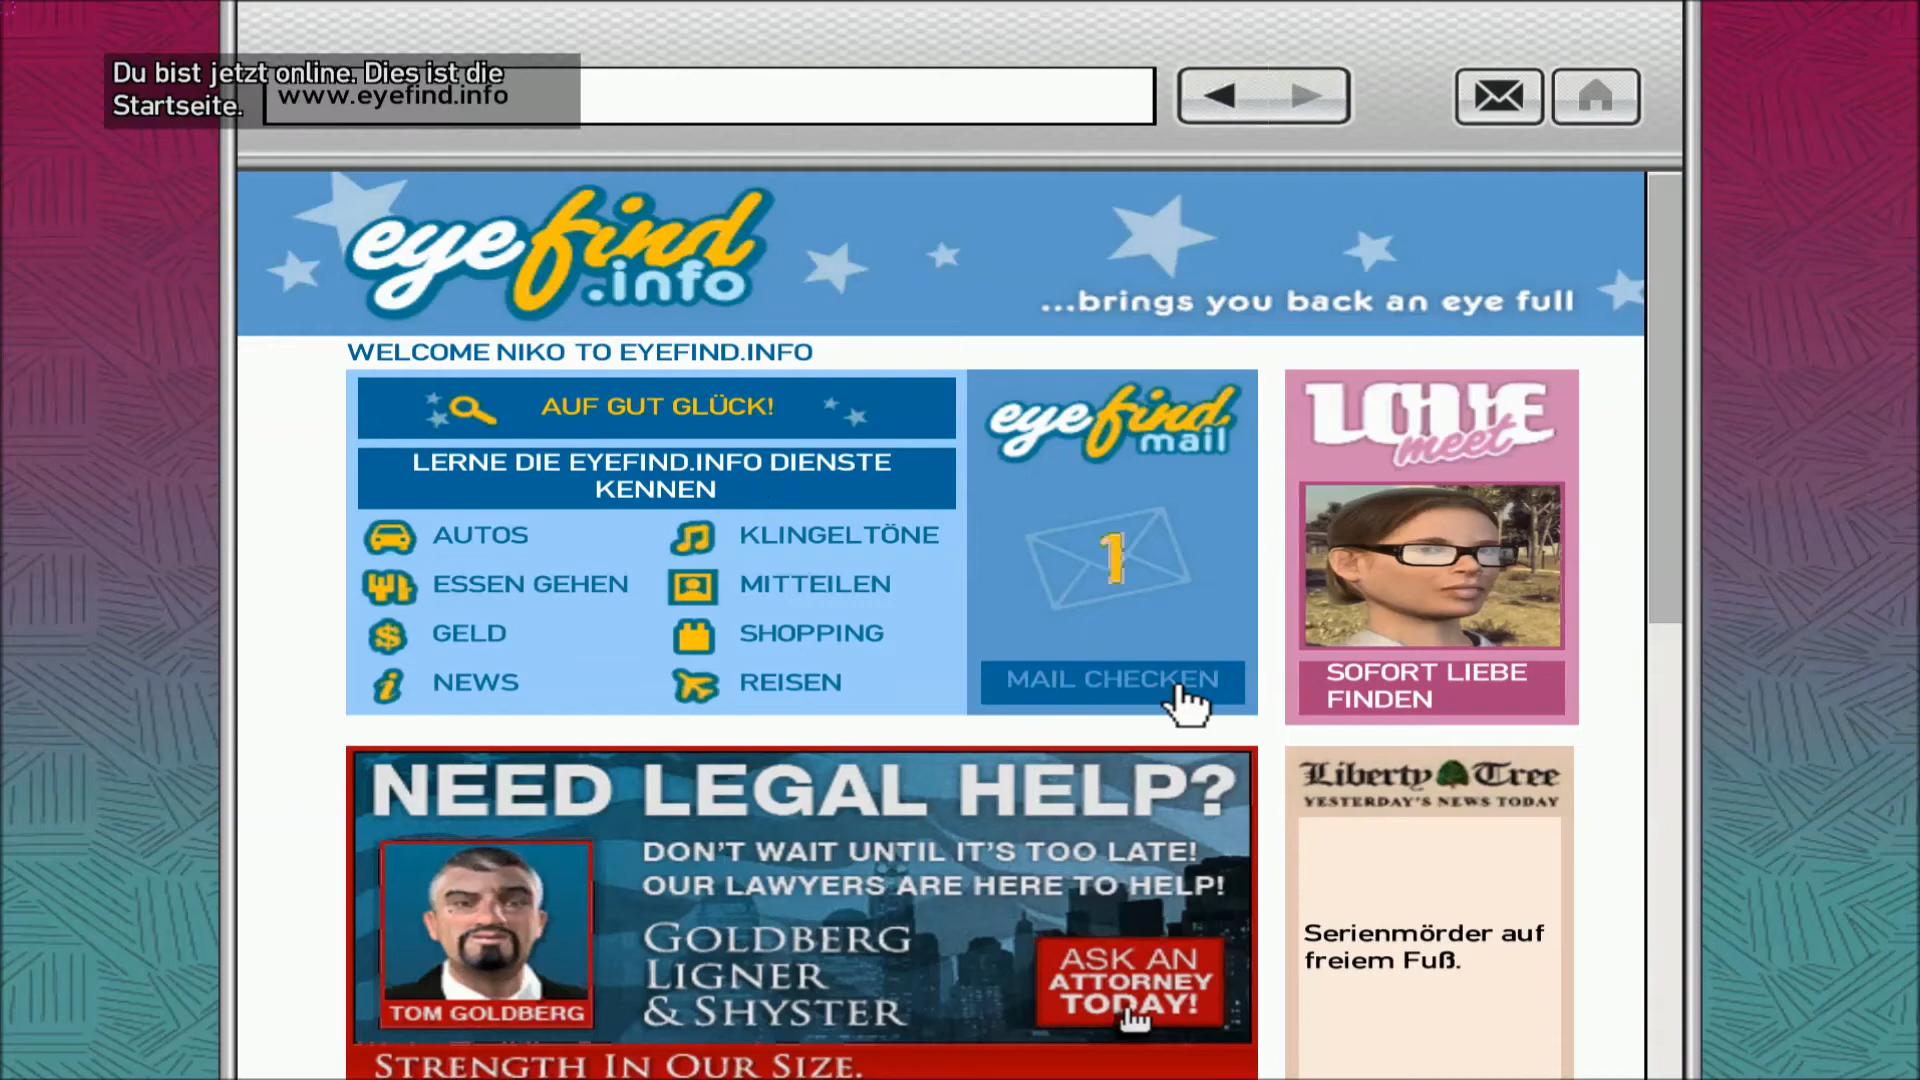 Du bist jetzt online. Dies ist die
Startseite.
www.eyefind.info
eyefind
.info
...brings you back an eye full
WELCOME NIKO TO EYEFIND.INFO
AUF GUT GLÜCK!
LERNE DIE EYEFIND.INFO DIENSTE
KENNEN
AUTOS
KLINGELTÖNE
ESSEN GEHEN
MITTEILEN
GELD
SHOPPING
NEWS
REISEN
eyefind
mail
1
MAIL CHECKEN
LOVE
meet
SOFORT LIEBE
FINDEN
NEED LEGAL HELP?
DON'T WAIT UNTIL IT'S TOO LATE!
OUR LAWYERS ARE HERE TO HELP!
GOLDBERG
LIGNER
& SHYSTER
TOM GOLDBERG
ASK AN
ATTORNEY
TODAY!
STRENGTH IN OUR SIZE.
Liberty Tree
YESTERDAY'S NEWS TODAY
Serienmörder auf
freiem Fuß.